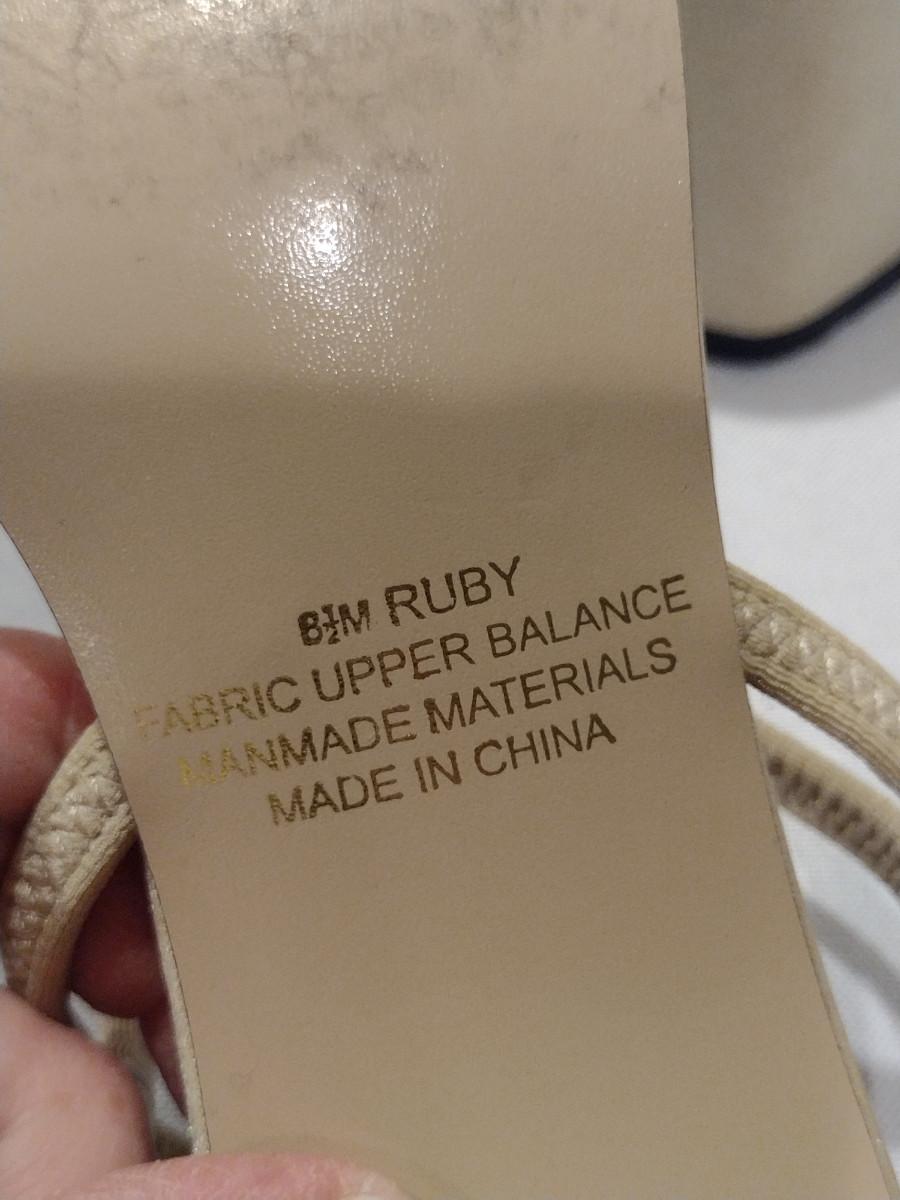 8½M RUBY
FABRIC UPPER BALANCE
MANMADE MATERIALS
MADE IN CHINA